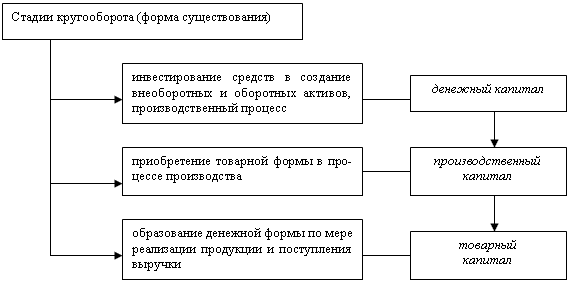 Стадии кругооборота (форма существования)
инвестирование средств в создание
внеоборотных и оборотных активов,
производственный процесс
денежный капитал
приобретение товарной формы в про-
цессе производства
производственный
капитал
образование денежной формы по мере
реализации продукции и поступления
выручки
товарный
капитал